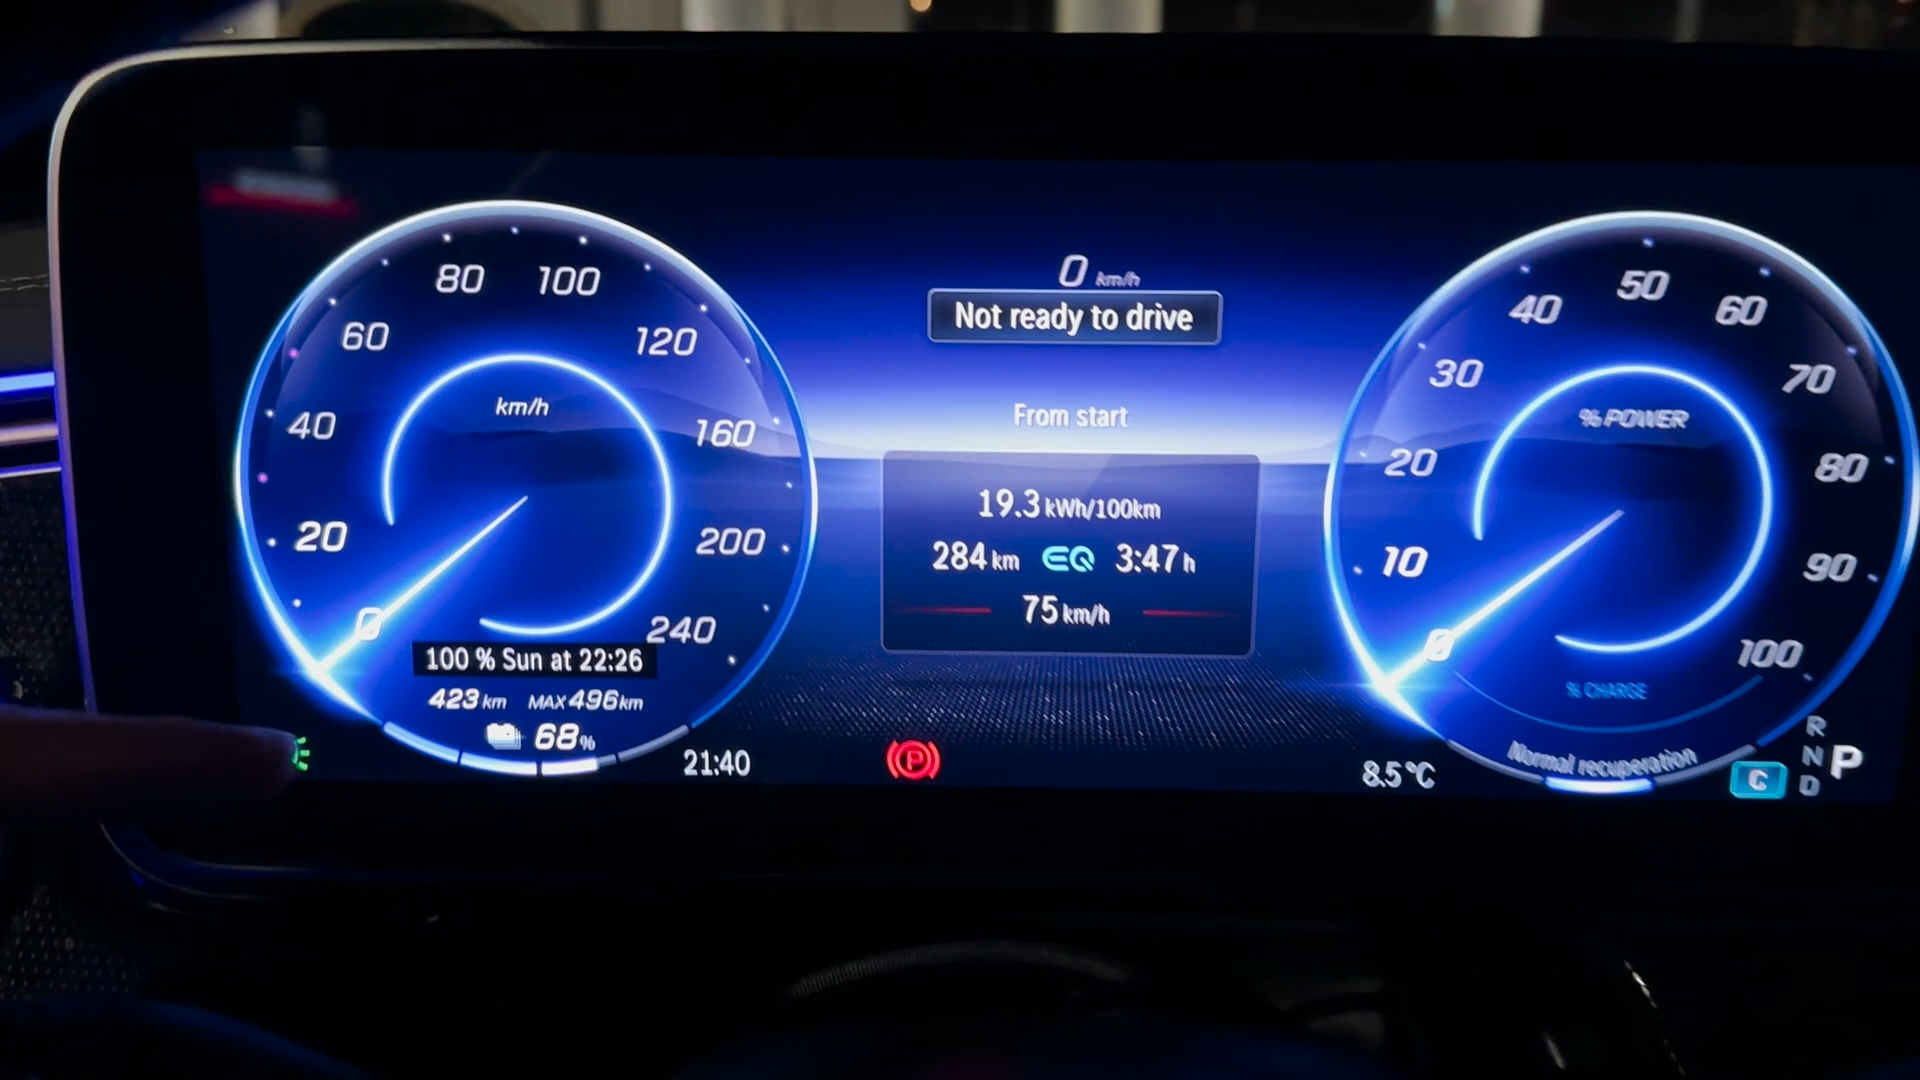 0 km/h
Not ready to drive
From start
19.3 kWh/100km
284 km EQ 3:47 h
75 km/h
km/h
0
20
40
60
80
100
120
160
200
240
100 % Sun at 22:26
423 km MAX 496 km
68 %
21:40
P
8.5°C
% POWER
0
10
20
30
40
50
60
70
80
90
100
% CHARGE
Normal recuperation
C
R
N
D
P